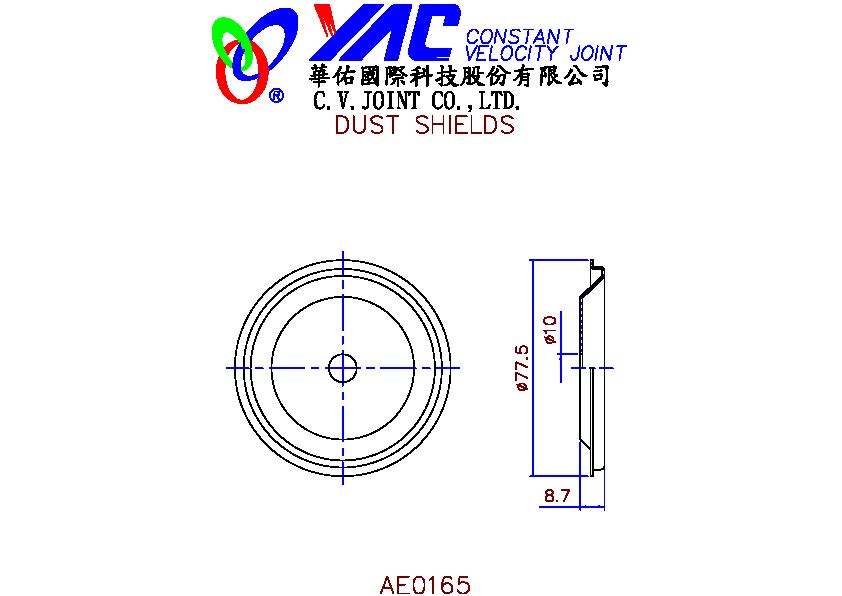 YAC CONSTANT
VELOCITY JOINT
華佑國際科技股份有限公司
®
C.V.JOINT CO.,LTD.
DUST SHIELDS
ø10
ø77.5
8.7
AE0165